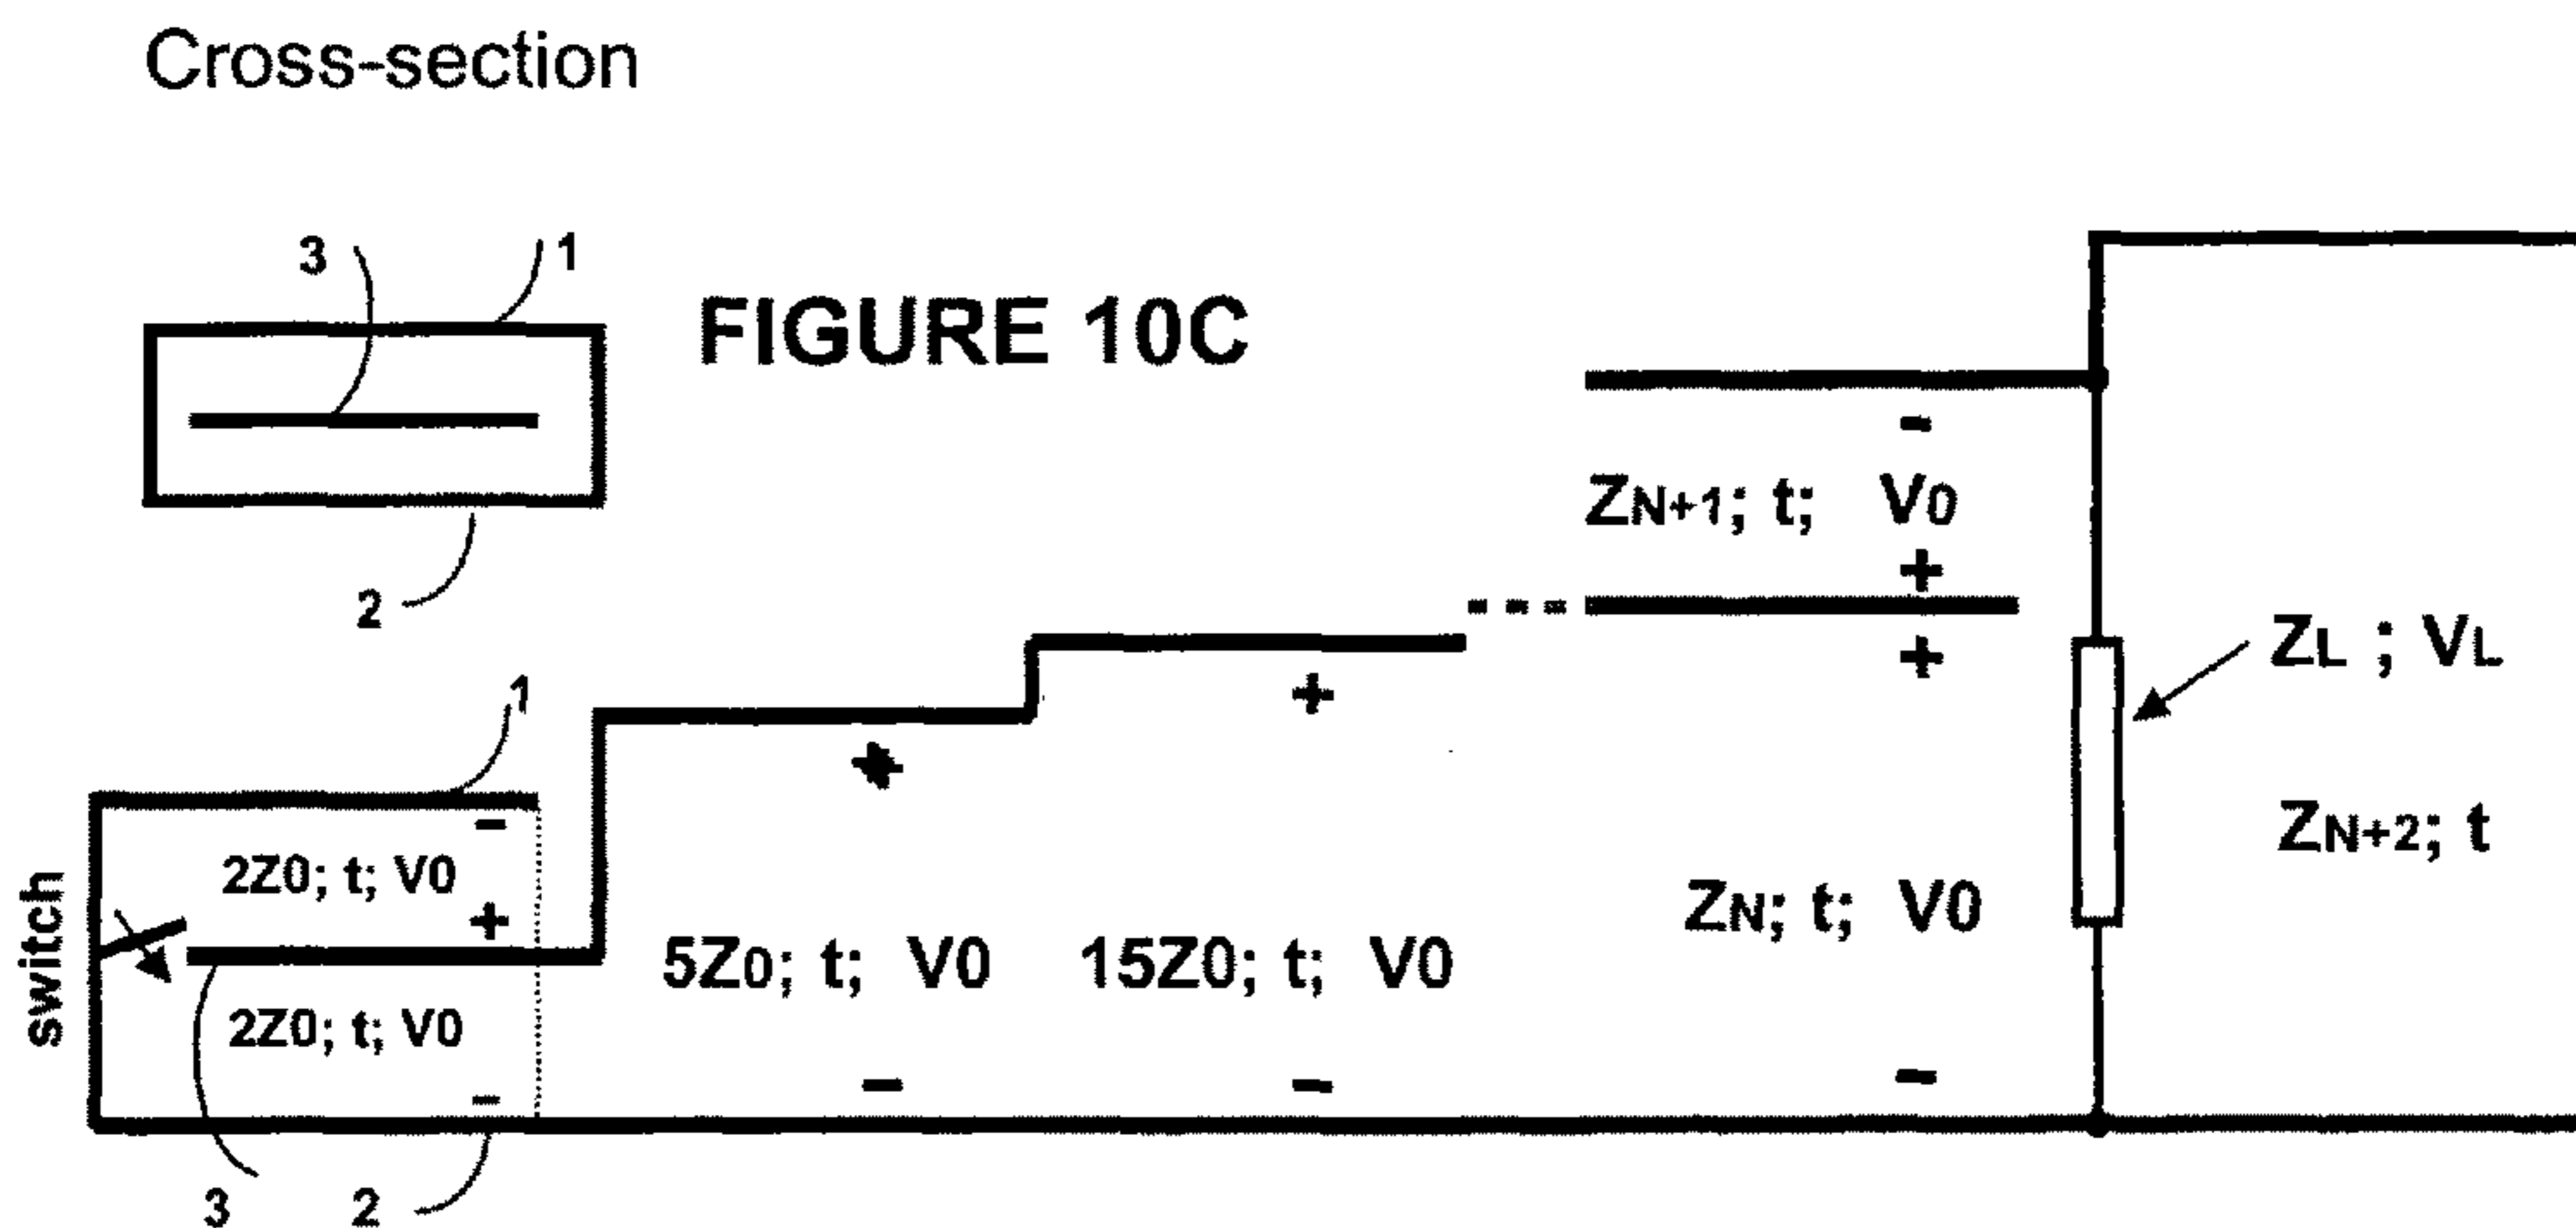 Cross-section
3
1
FIGURE 10C
2
-
ZN+1; t; V0
+
+
ZL ; VL
+
+
1
-
2Z0; t; V0
+
switch
ZN+2; t
ZN; t; V0
5Z0; t; V0
15Z0; t; V0
2Z0; t; V0
-
-
-
-
3
2